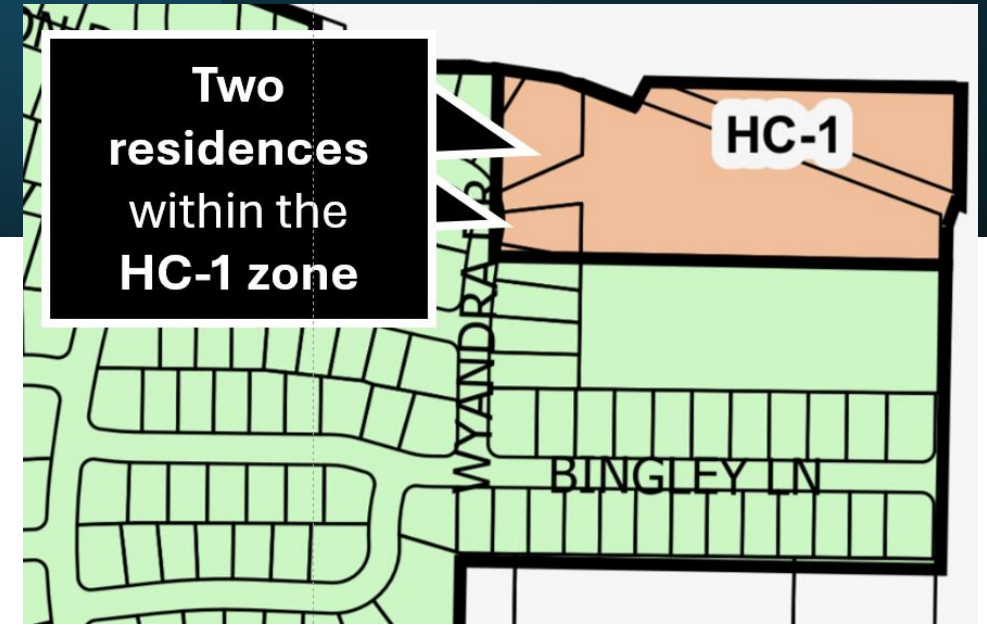 Two
residences
within the
HC-1 zone
HC-1
WYANDRA
BINGLEY LN